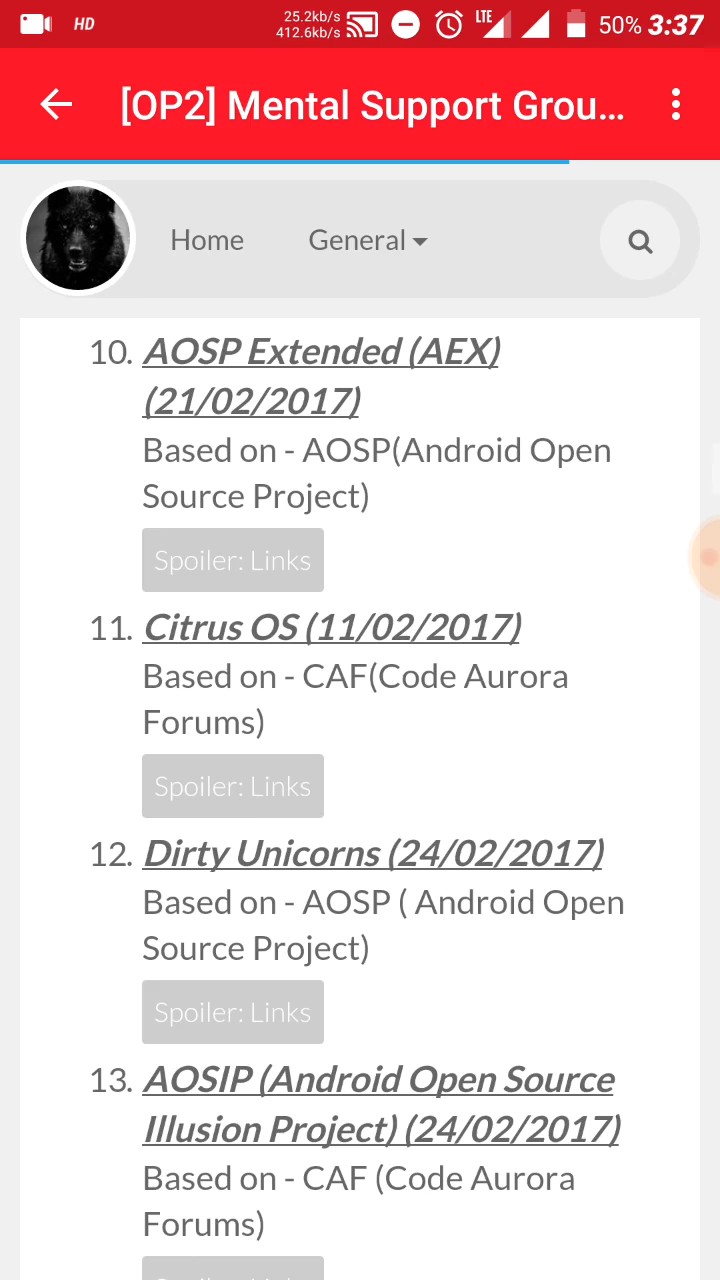 HD
25.2kb/s
412.6kb/s
LTE
50% 3:37
[OP2] Mental Support Grou...
Home General
10. AOSP Extended (AEX)
(21/02/2017)
Based on - AOSP(Android Open
Source Project)
Spoiler: Links
11. Citrus OS (11/02/2017)
Based on - CAF(Code Aurora
Forums)
Spoiler: Links
12. Dirty Unicorns (24/02/2017)
Based on - AOSP ( Android Open
Source Project)
Spoiler: Links
13. AOSIP (Android Open Source
Illusion Project) (24/02/2017)
Based on - CAF (Code Aurora
Forums)